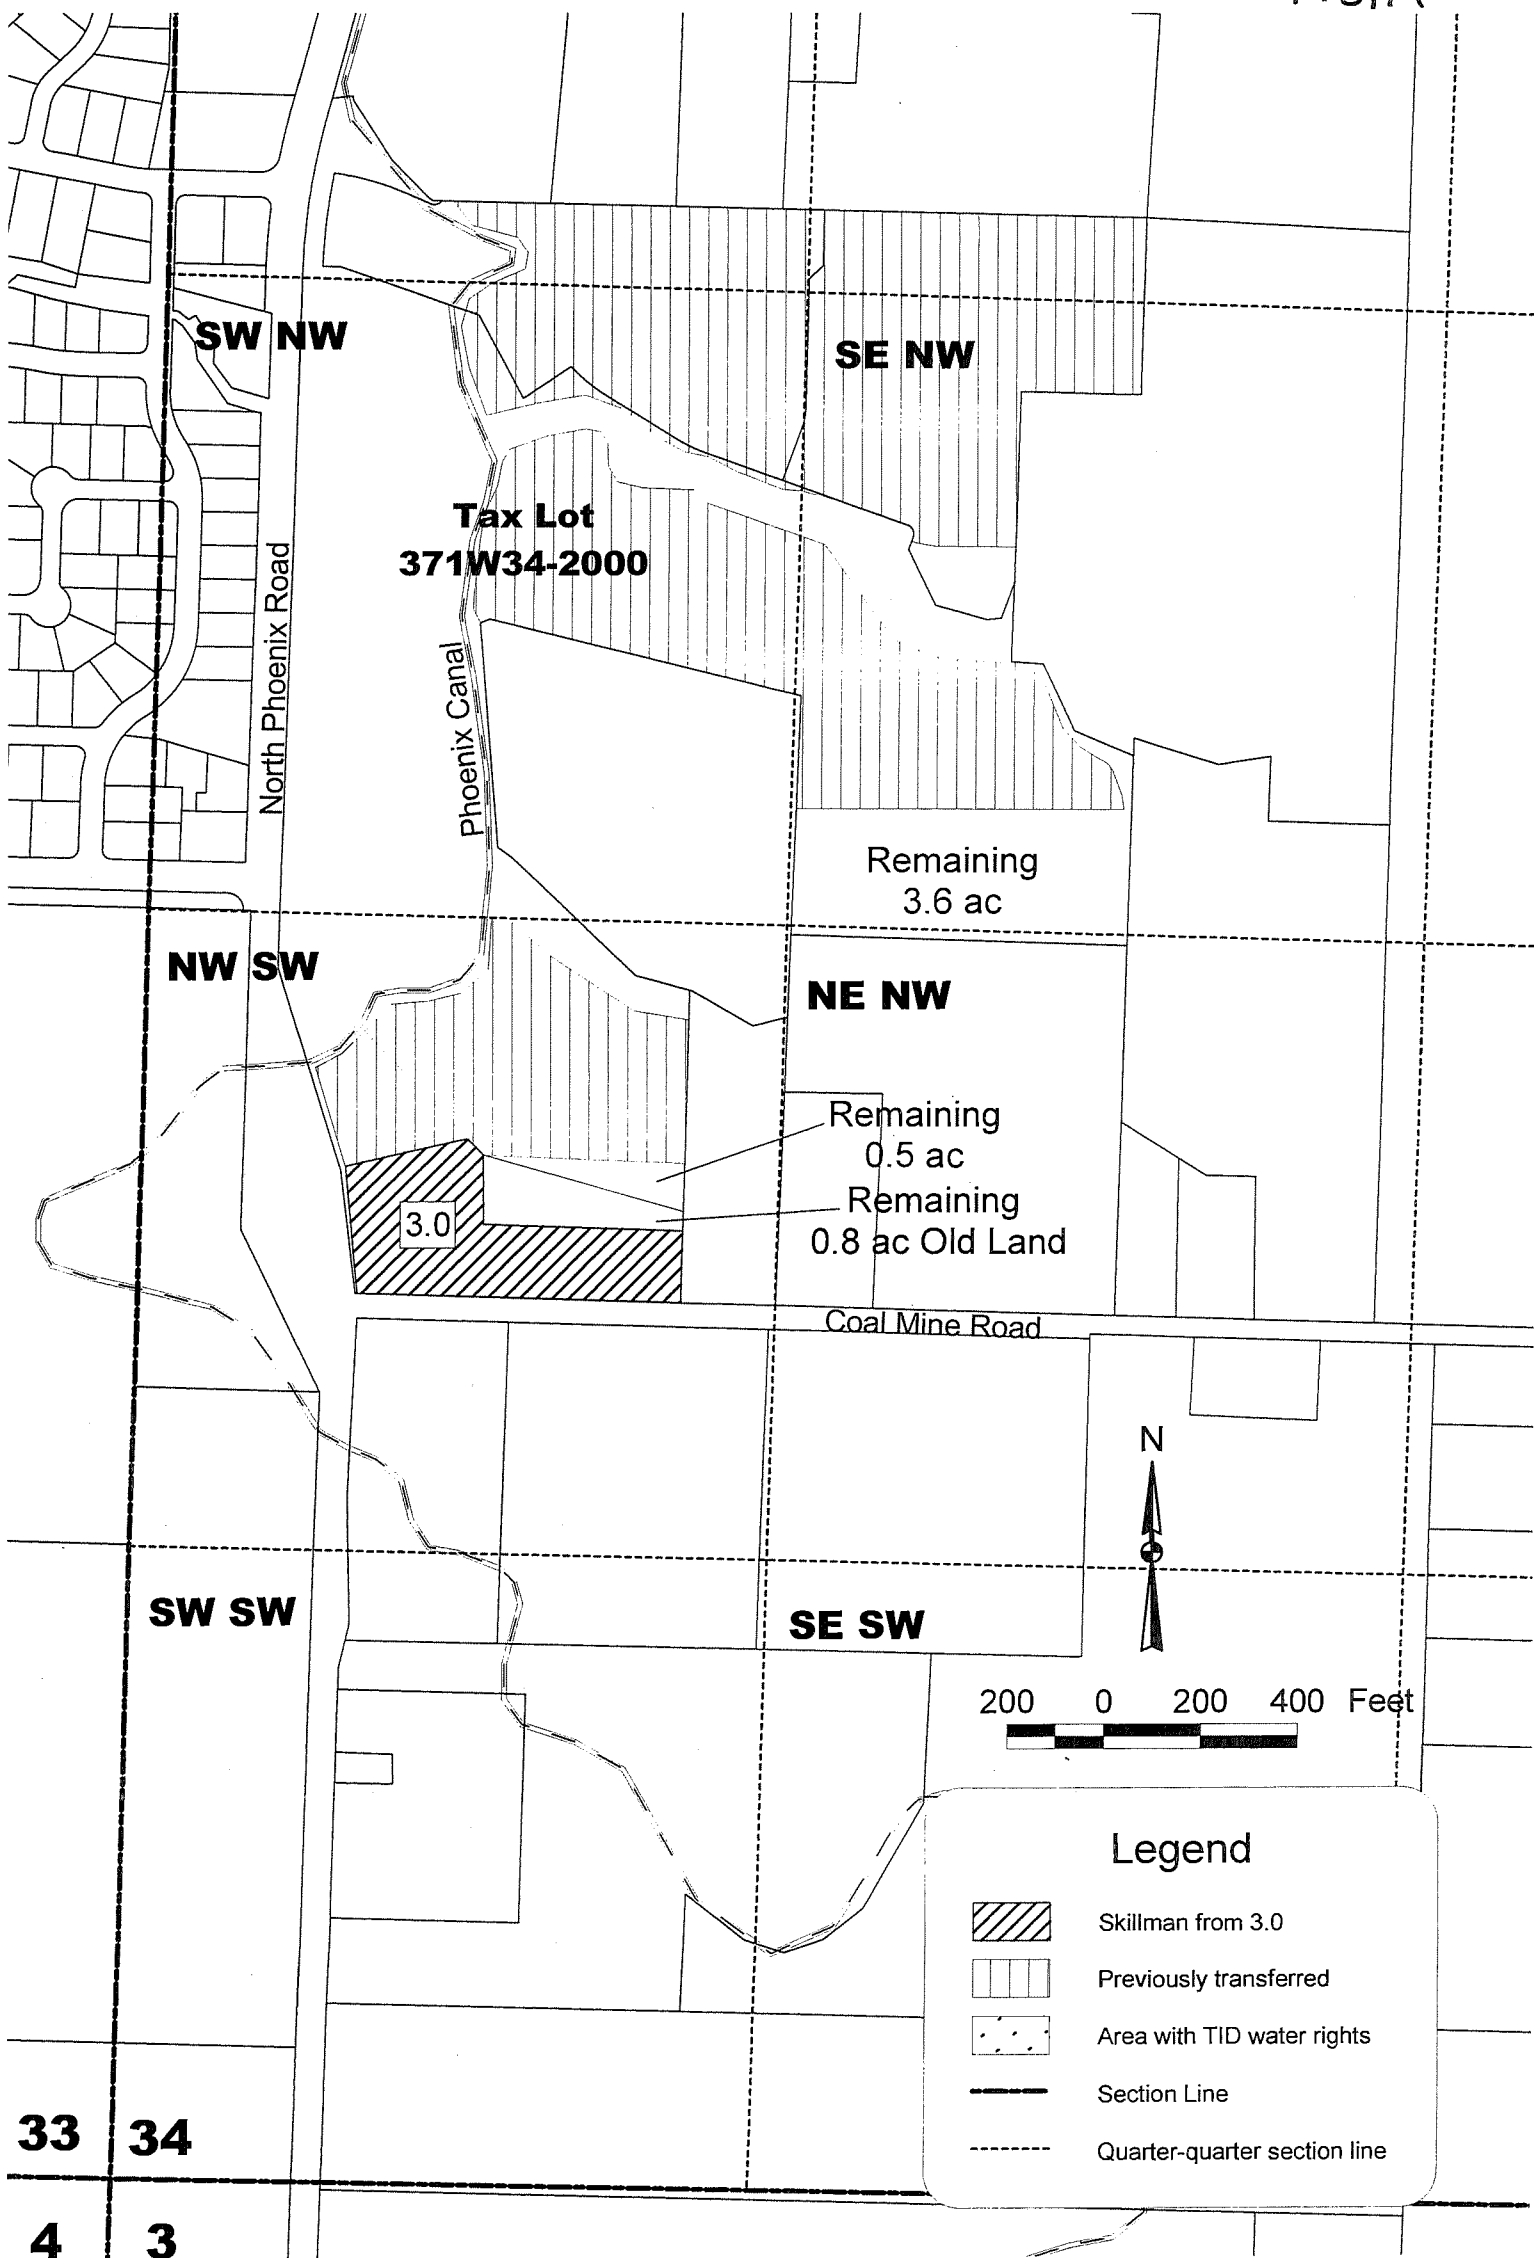 SW NW
SE NW
Tax Lot
371W34-2000
North Phoenix Road
Phoenix Canal
Remaining
3.6 ac
NW SW
NE NW
Remaining
0.5 ac
Remaining
0.8 ac Old Land
3.0
Coal Mine Road
N
SW SW
SE SW
200 0 200 400 Feet
Legend
Skillman from 3.0
Previously transferred
Area with TID water rights
Section Line
Quarter-quarter section line
33 34
4 3